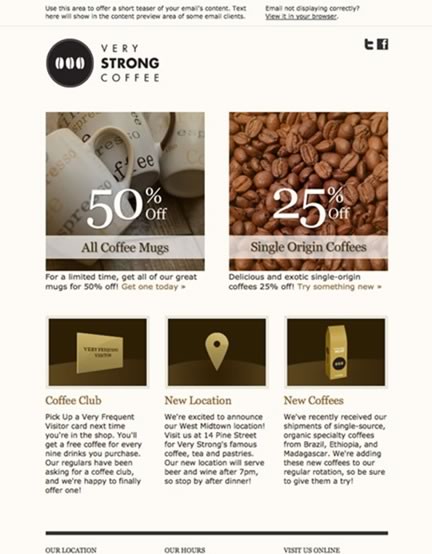 Use this area to offer a short teaser of your email's content. Text
here will show in the content preview area of some email clients.
Email not displaying correctly?
View it in your browser.
VERY
STRONG
COFFEE
50% Off
All Coffee Mugs
25% Off
Single Origin Coffees
For a limited time, get all of our great
mugs for 50% off! Get one today »
Delicious and exotic single-origin
coffees 25% off! Try something new »
VERY FREQUENT
VISITOR
Coffee Club
Pick Up a Very Frequent
Visitor card next time
you're in the shop. You'll
get a free coffee for every
nine drinks you purchase.
Our regulars have been
asking for a coffee club,
and we're happy to finally
offer one!
New Location
We're excited to announce
our West Midtown location!
Visit us at 14 Pine Street
for Very Strong's famous
coffee, tea and pastries.
Our new location will serve
beer and wine after 7PM,
so stop by after dinner!
New Coffees
We've recently received our
shipments of single-source,
organic specialty coffees
from Brazil, Ethiopia, and
Madagascar. We're adding
these new coffees to our
regular rotation, so be sure
to give them a try!
OUR LOCATION
OUR HOURS
VISIT US ONLINE